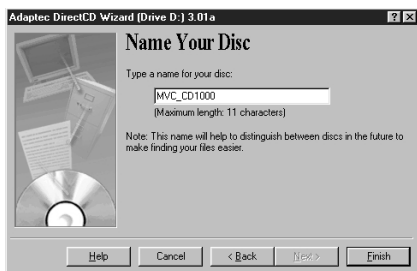 Adaptec DirectCD Wizard (Drive D:) 3.01a
Name Your Disc
Type a name for your disc:
MVC_CD1000
(Maximum length: 11 characters)
Note: This name will help to distinguish between discs in the future to
make finding your files easier.
Help
Cancel
< Back
Next >
Finish